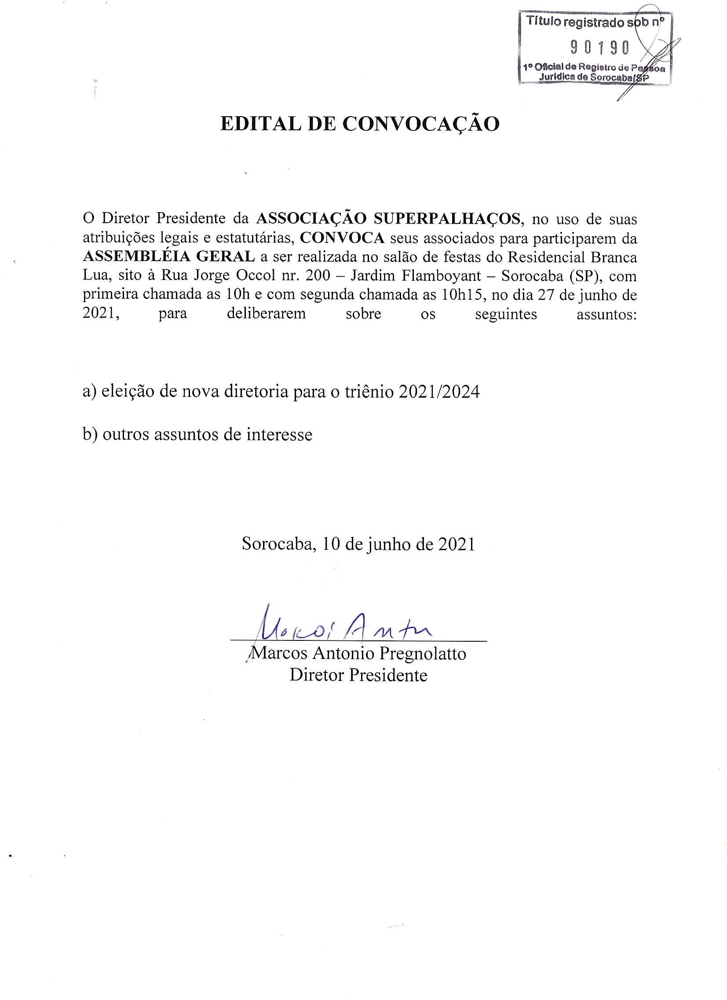 Título registrado sob nº
90190
1º Oficial de Registro de Pessoa
Jurídica de Sorocaba/SP
EDITAL DE CONVOCAÇÃO
O Diretor Presidente da ASSOCIAÇÃO SUPERPALHAÇOS, no uso de suas
atribuições legais e estatutárias, CONVOCA seus associados para participarem da
ASSEMBLÉIA GERAL a ser realizada no salão de festas do Residencial Branca
Lua, sito à Rua Jorge Occol nr. 200 – Jardim Flamboyant – Sorocaba (SP), com
primeira chamada as 10h e com segunda chamada as 10h15, no dia 27 de junho de
2021, para deliberarem sobre os seguintes assuntos:
a) eleição de nova diretoria para o triênio 2021/2024
b) outros assuntos de interesse
Sorocaba, 10 de junho de 2021
Marcos Antonio Pregnolatto
Diretor Presidente